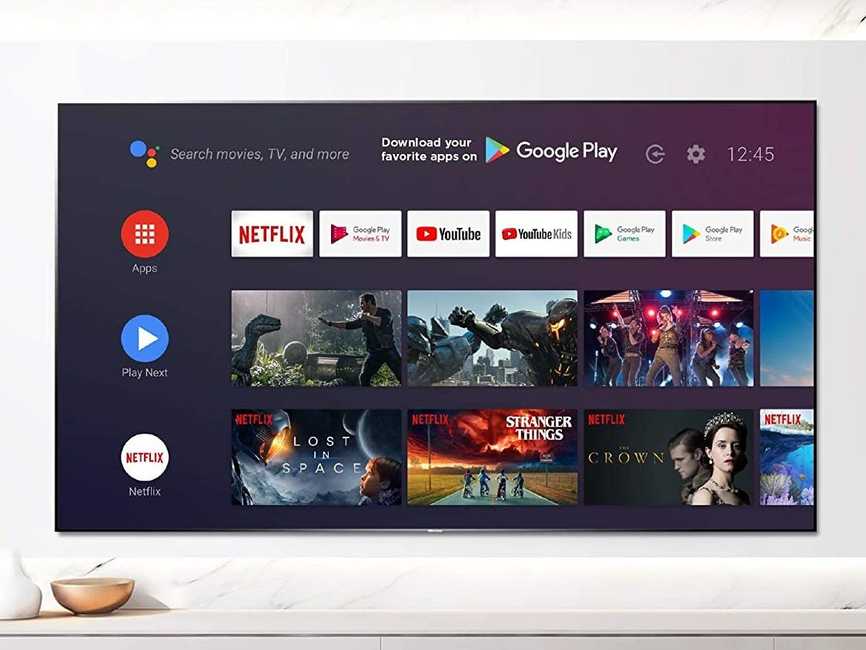 Search movies, TV, and more
Download your
favorite apps on
Google Play
12:45
Apps
NETFLIX
Google Play
Movies & TV
YouTube
YouTube Kids
Google Play
Games
Google Play
Store
Google
Music
Play Next
NETFLIX
Netflix
NETFLIX
LOST
IN
SPACE
NETFLIX
STRANGER
THINGS
NETFLIX
THE
CROWN
NETFLIX